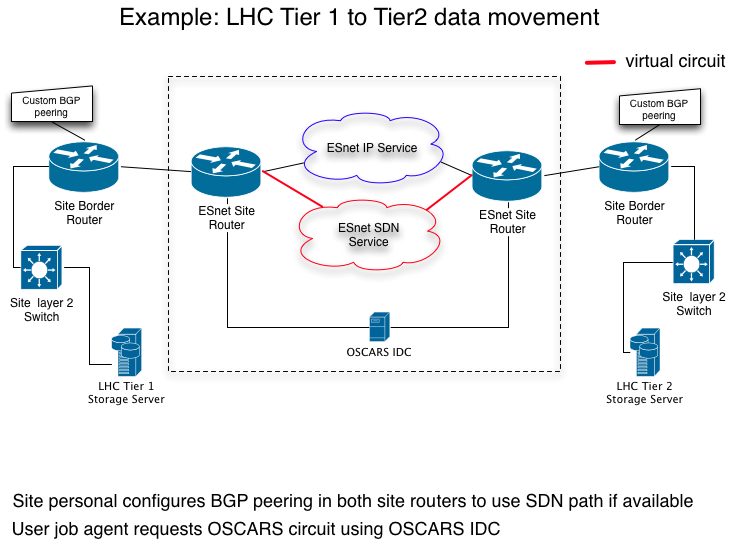 Example: LHC Tier 1 to Tier2 data movement
virtual circuit
Custom BGP
peering
Custom BGP
peering
ESnet IP Service
Site Border
Router
ESnet Site
Router
ESnet SDN
Service
ESnet Site
Router
Site Border
Router
Site  layer 2
Switch
Site  layer 2
Switch
OSCARS IDC
LHC Tier 1
Storage Server
LHC Tier 2
Storage Server
Site personal configures BGP peering in both site routers to use SDN path if available
User job agent requests OSCARS circuit using OSCARS IDC